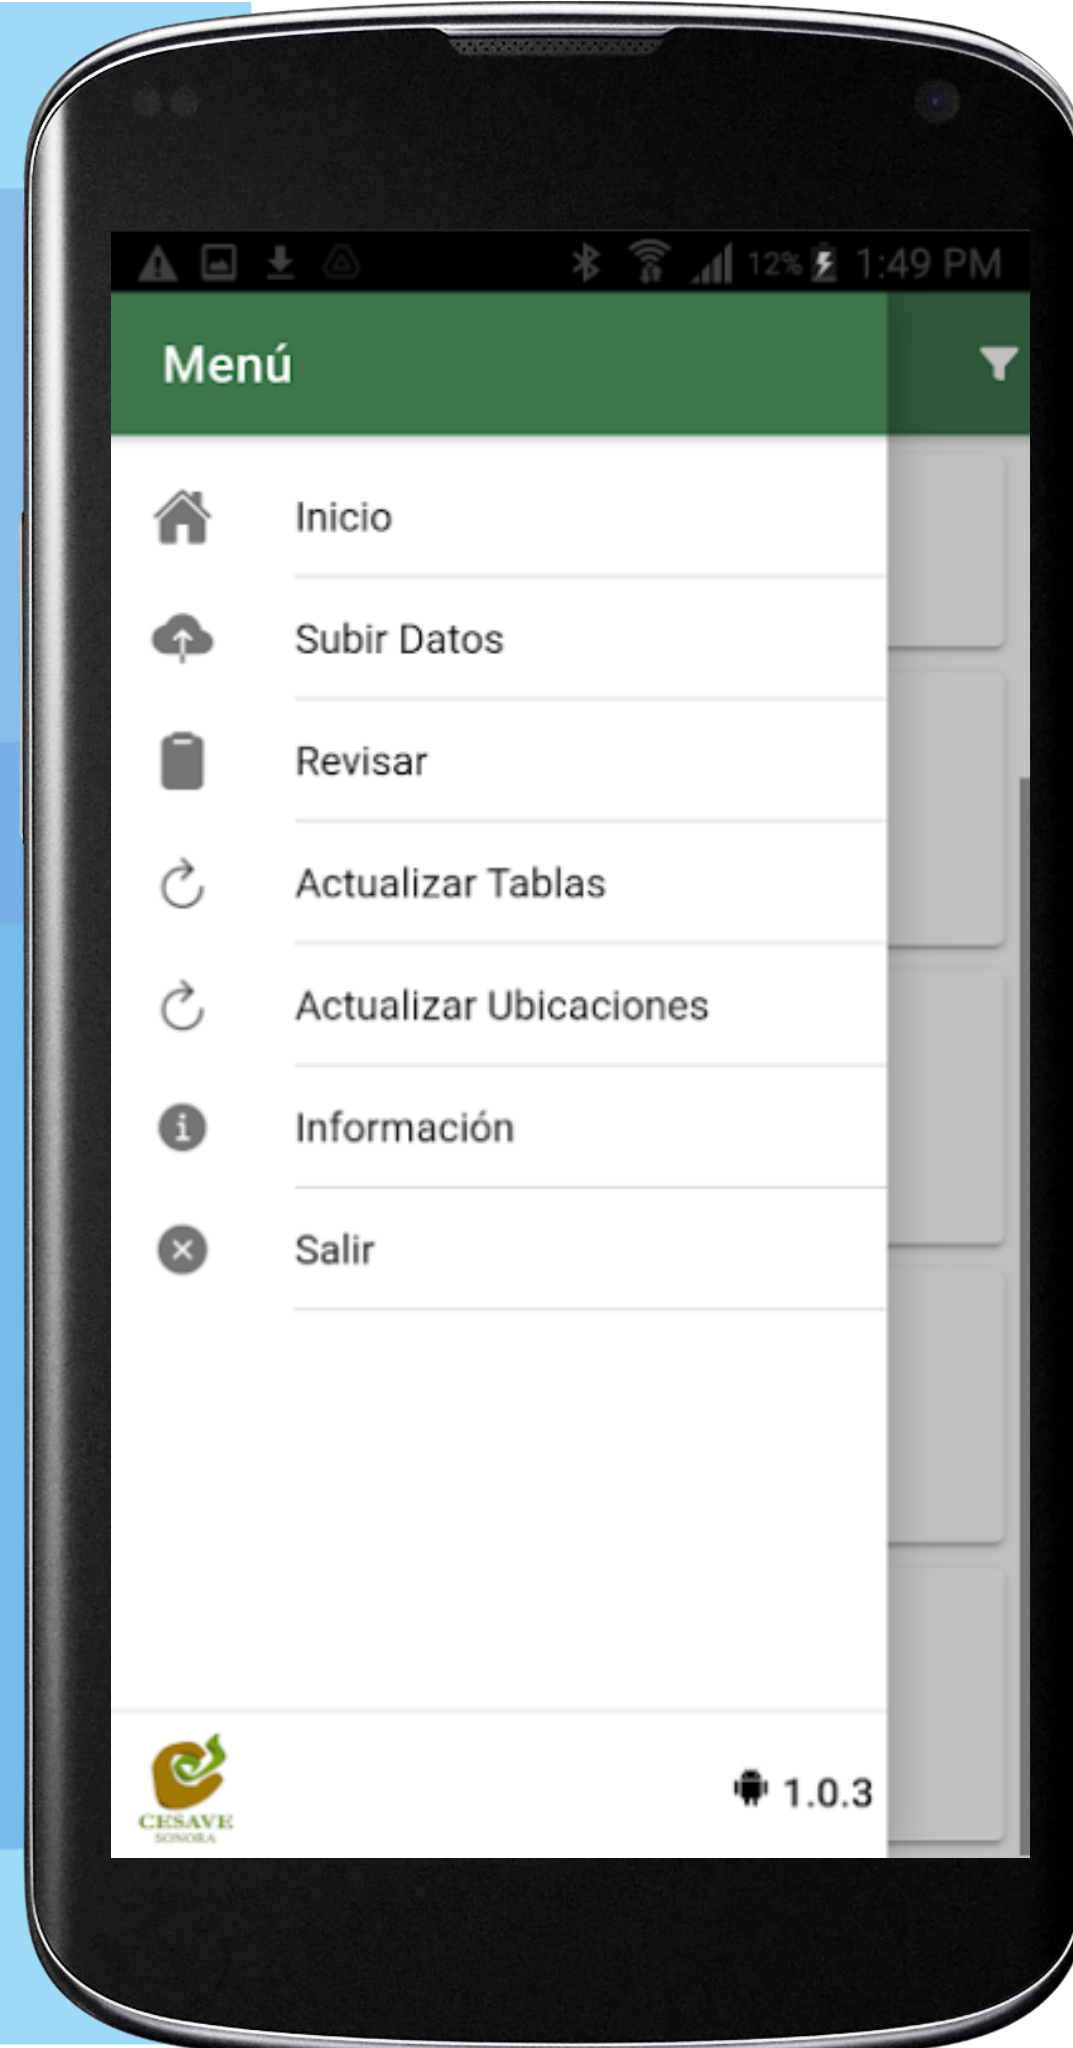 12% 1:49 PM
Menú
Inicio
Subir Datos
Revisar
Actualizar Tablas
Actualizar Ubicaciones
Información
Salir
CESAVE
SONORA
1.0.3